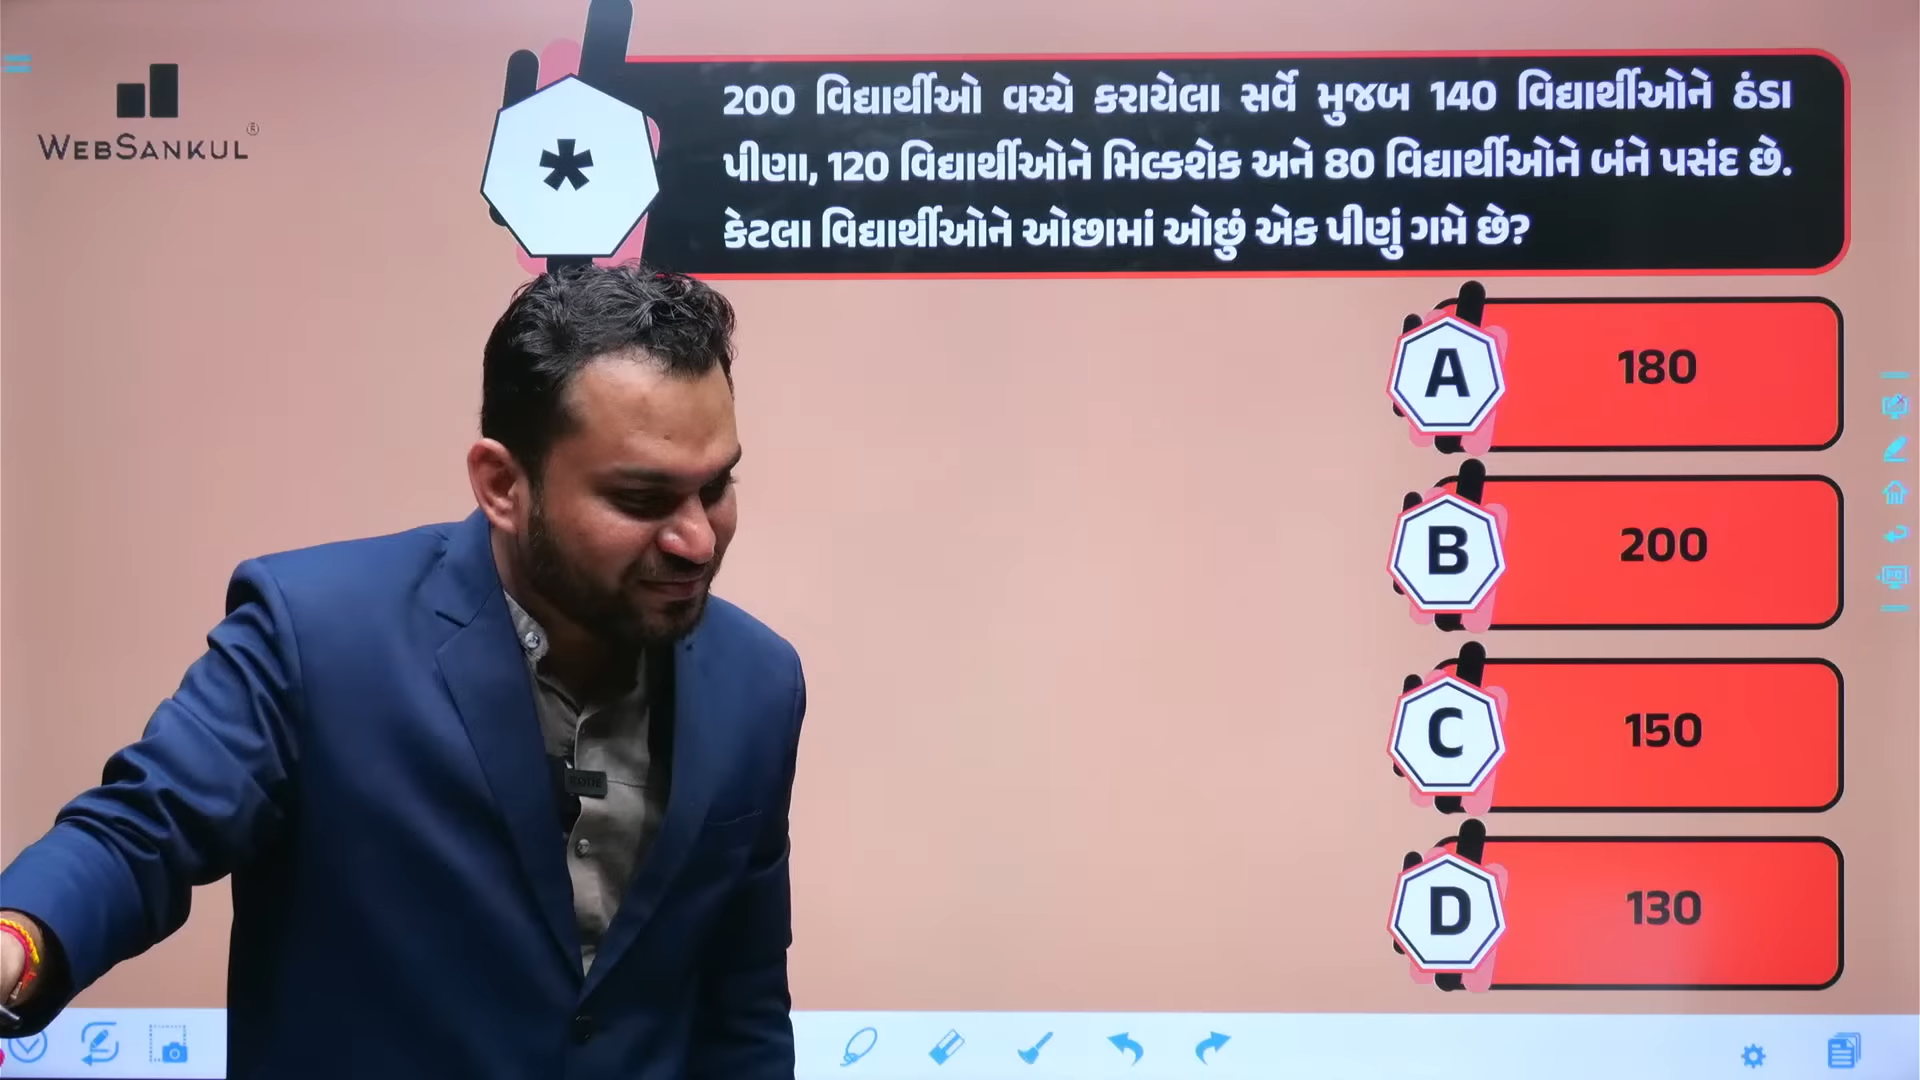 WEBSANKUL®
*
200 વિદ્યાર્થીઓ વચ્ચે કરાયેલા સર્વે મુજબ 140 વિદ્યાર્થીઓને ઠંડા
પીણા, 120 વિદ્યાર્થીઓને મિલ્કશેક અને 80 વિદ્યાર્થીઓને બંને પસંદ છે.
કેટલા વિદ્યાર્થીઓને ઓછામાં ઓછું એક પીણું ગમે છે?
A 180
B 200
C 150
D 130
RODE